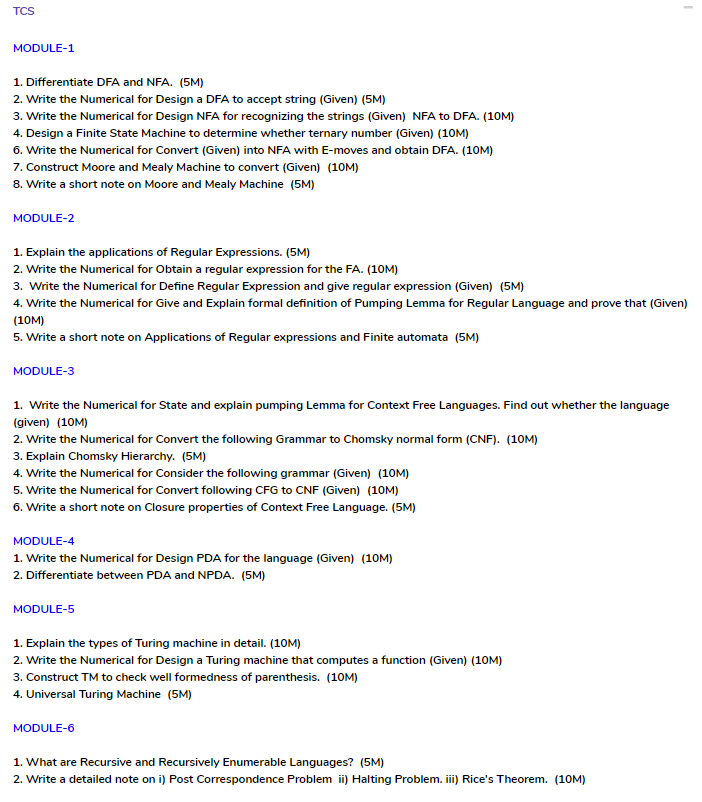 TCS
MODULE-1
1. Differentiate DFA and NFA.  (5M)
2. Write the Numerical for Design a DFA to accept string (Given) (5M)
3. Write the Numerical for Design NFA for recognizing the strings (Given)  NFA to DFA. (10M)
4. Design a Finite State Machine to determine whether ternary number (Given) (10M)
6. Write the Numerical for Convert (Given) into NFA with E-moves and obtain DFA. (10M)
7. Construct Moore and Mealy Machine to convert (Given)  (10M)
8. Write a short note on Moore and Mealy Machine  (5M)
MODULE-2
1. Explain the applications of Regular Expressions. (5M)
2. Write the Numerical for Obtain a regular expression for the FA. (10M)
3.  Write the Numerical for Define Regular Expression and give regular expression (Given)  (5M)
4. Write the Numerical for Give and Explain formal definition of Pumping Lemma for Regular Language and prove that (Given)
(10M)
5. Write a short note on Applications of Regular expressions and Finite automata  (5M)
MODULE-3
1.  Write the Numerical for State and explain pumping Lemma for Context Free Languages. Find out whether the language
(given)  (10M)
2. Write the Numerical for Convert the following Grammar to Chomsky normal form (CNF).  (10M)
3. Explain Chomsky Hierarchy.  (5M)
4. Write the Numerical for Consider the following grammar (Given)  (10M)
5. Write the Numerical for Convert following CFG to CNF (Given)  (10M)
6. Write a short note on Closure properties of Context Free Language. (5M)
MODULE-4
1. Write the Numerical for Design PDA for the language (Given)  (10M)
2. Differentiate between PDA and NPDA.  (5M)
MODULE-5
1. Explain the types of Turing machine in detail. (10M)
2. Write the Numerical for Design a Turing machine that computes a function (Given) (10M)
3. Construct TM to check well formedness of parenthesis.  (10M)
4. Universal Turing Machine  (5M)
MODULE-6
1. What are Recursive and Recursively Enumerable Languages?  (5M)
2. Write a detailed note on i) Post Correspondence Problem  ii) Halting Problem. iii) Rice's Theorem.  (10M)